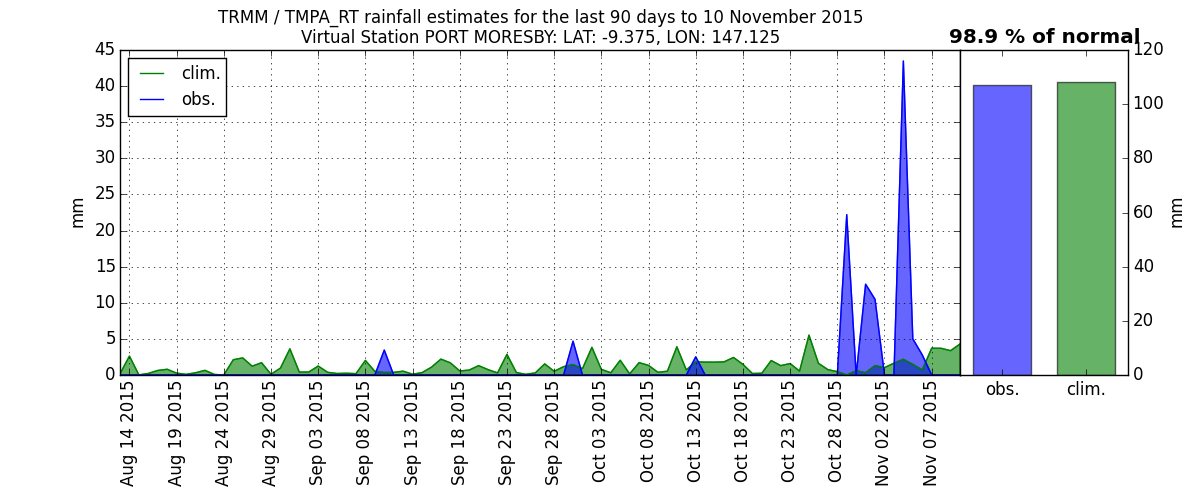 TRMM / TMPA_RT rainfall estimates for the last 90 days to 10 November 2015
Virtual Station PORT MORESBY: LAT: -9.375, LON: 147.125
98.9 % of normal
clim.
obs.
45
40
35
30
25
20
15
10
5
0
mm
Aug 14 2015
Aug 19 2015
Aug 24 2015
Aug 29 2015
Sep 03 2015
Sep 08 2015
Sep 13 2015
Sep 18 2015
Sep 23 2015
Sep 28 2015
Oct 03 2015
Oct 08 2015
Oct 13 2015
Oct 18 2015
Oct 23 2015
Oct 28 2015
Nov 02 2015
Nov 07 2015
obs.
clim.
120
100
80
60
40
20
0
mm